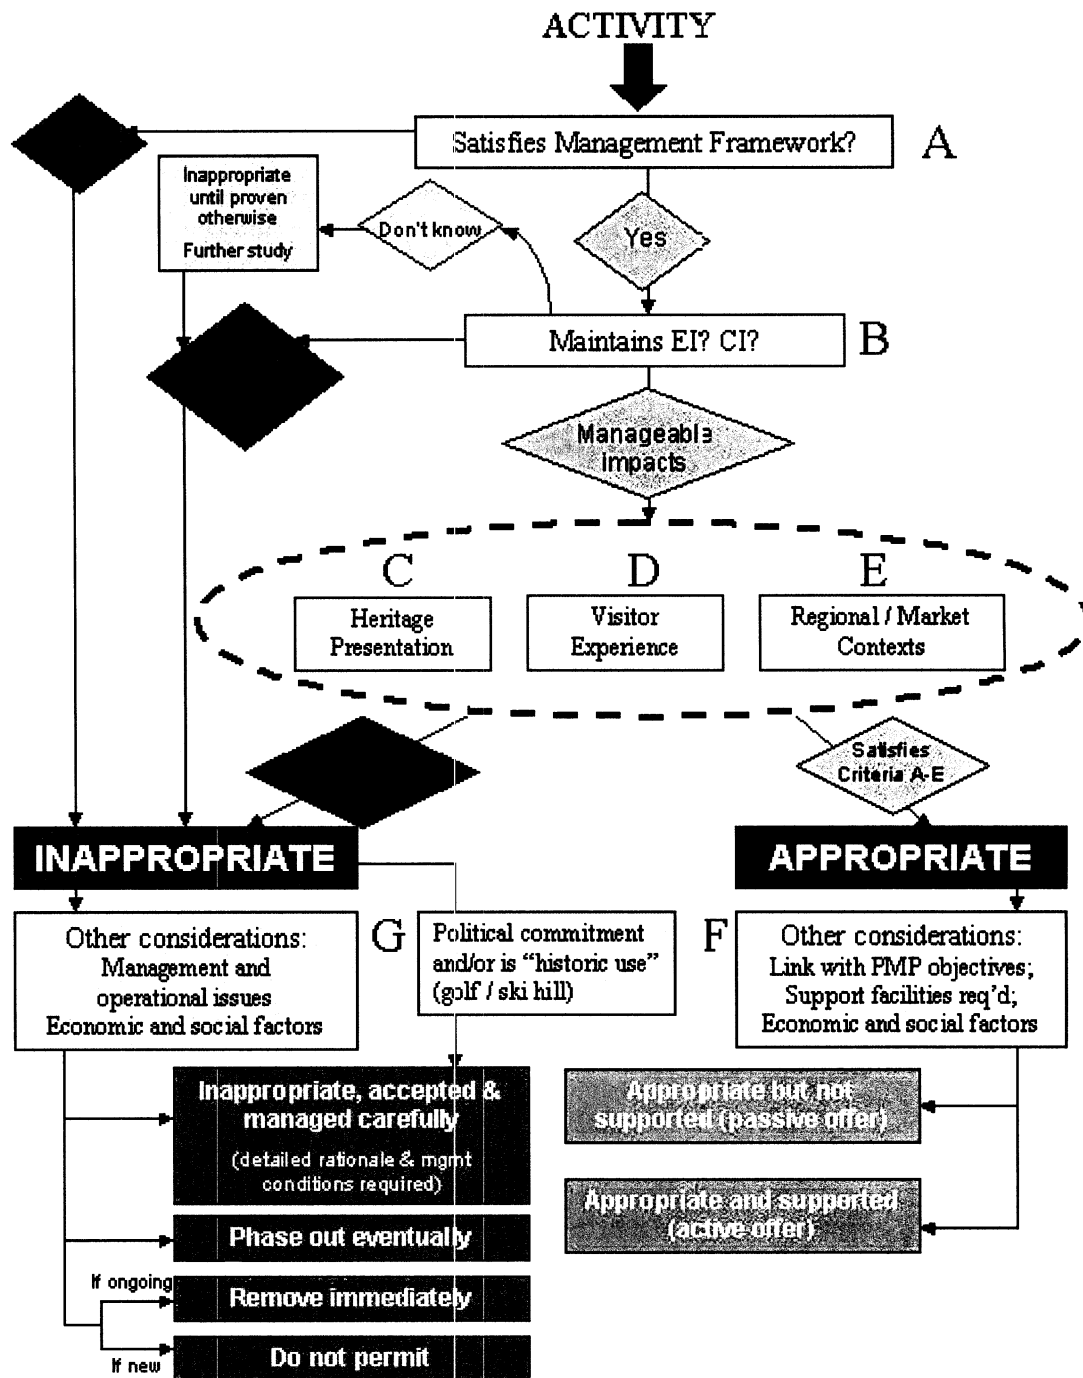 ACTIVITY
Satisfies Management Framework?
A
Inappropriate
until proven
otherwise
Further study
Don't know
Yes
Maintains EI? CI?
B
Manageable
impacts
C
D
E
Heritage
Presentation
Visitor
Experience
Regional / Market
Contexts
Satisfies
Criteria A-E
INAPPROPRIATE
APPROPRIATE
Other considerations:
Management and
operational issues
Economic and social factors
G
Political commitment
and/or is “historic use”
(golf / ski hill)
F
Other considerations:
Link with PMP objectives;
Support facilities req’d;
Economic and social factors
Inappropriate, accepted &
managed carefully
(detailed rationale & mgmt
conditions required)
Appropriate but not
supported (passive offer)
Appropriate and supported
(active offer)
Phase out eventually
If ongoing
Remove immediately
If new
Do not permit